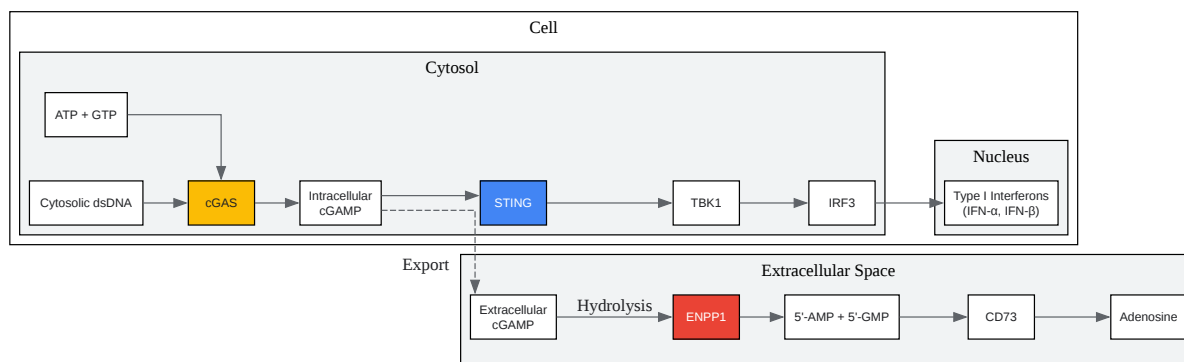 Cell
Cytosol
ATP + GTP
Nucleus
Cytosolic dsDNA
cGAS
Intracellular
cGAMP
STING
TBK1
IRF3
Type I Interferons
(IFN-α, IFN-β)
Export
Extracellular Space
Extracellular
cGAMP
Hydrolysis
ENPP1
5'-AMP + 5'-GMP
CD73
Adenosine